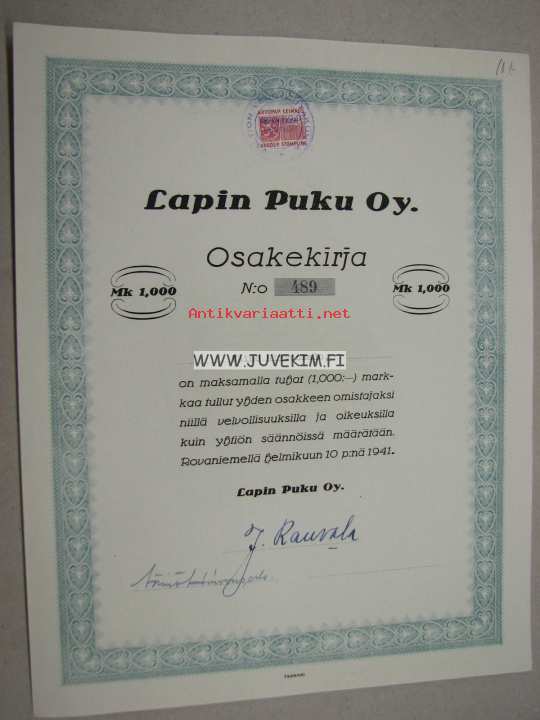 Lapin Puku Oy.
Osakekirja
N:o 489
Mk 1,000
Mk 1,000
Antikvariaatti.net
WWW.JUVEKIM.FI
on maksamalla tuhat (1,000:—) mark-
kaa tullut yhden osakkeen omistajaksi
niillä velvollisuuksilla ja oikeuksilla
kuin yhtiön säännöissä määrätään.
Rovaniemellä helmikuun 10 p:nä 1941.
Lapin Puku Oy.
J. Rauvala